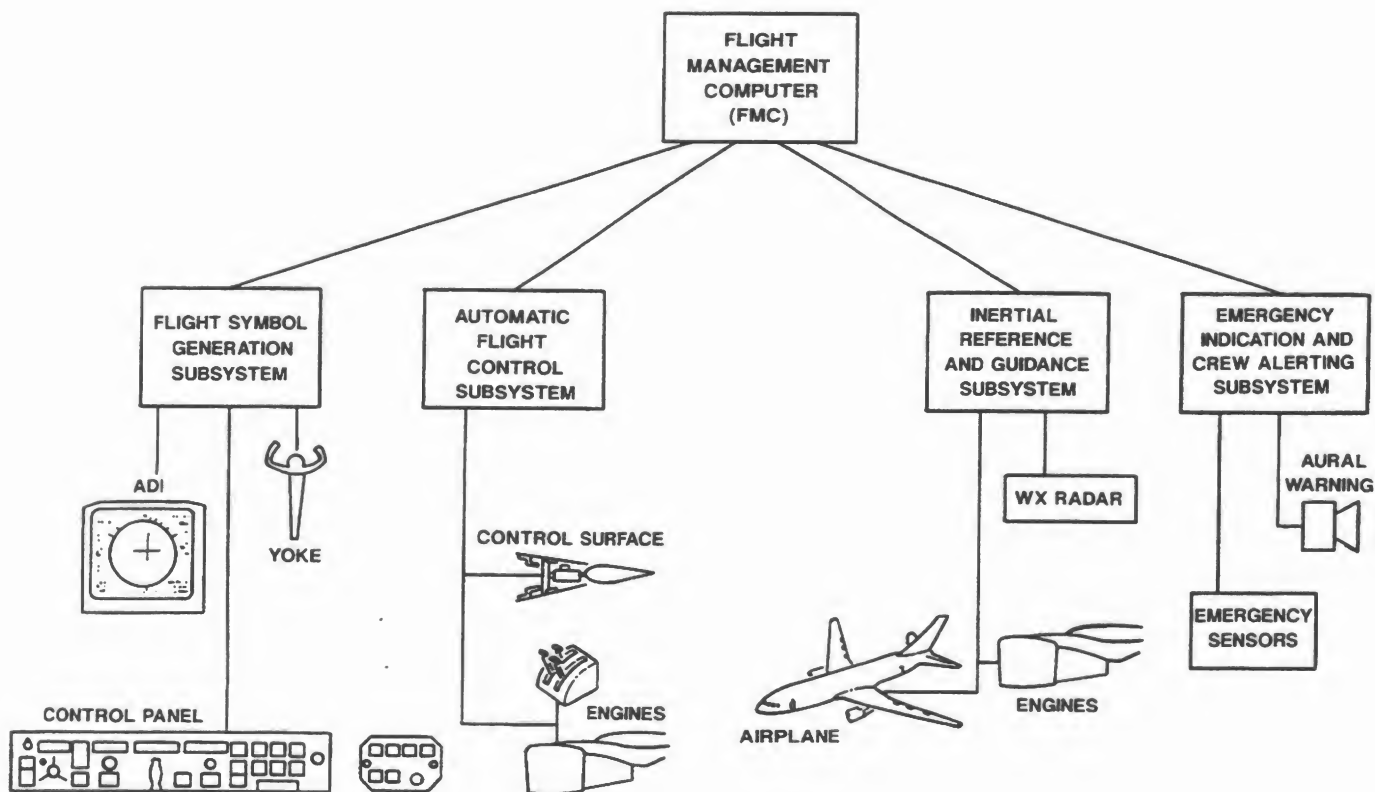 FLIGHT
MANAGEMENT
COMPUTER
(FMC)
FLIGHT SYMBOL
GENERATION
SUBSYSTEM
AUTOMATIC
FLIGHT
CONTROL
SUBSYSTEM
INERTIAL
REFERENCE
AND GUIDANCE
SUBSYSTEM
EMERGENCY
INDICATION AND
CREW ALERTING
SUBSYSTEM
ADI
YOKE
CONTROL PANEL
CONTROL SURFACE
ENGINES
WX RADAR
AIRPLANE
ENGINES
AURAL
WARNING
EMERGENCY
SENSORS